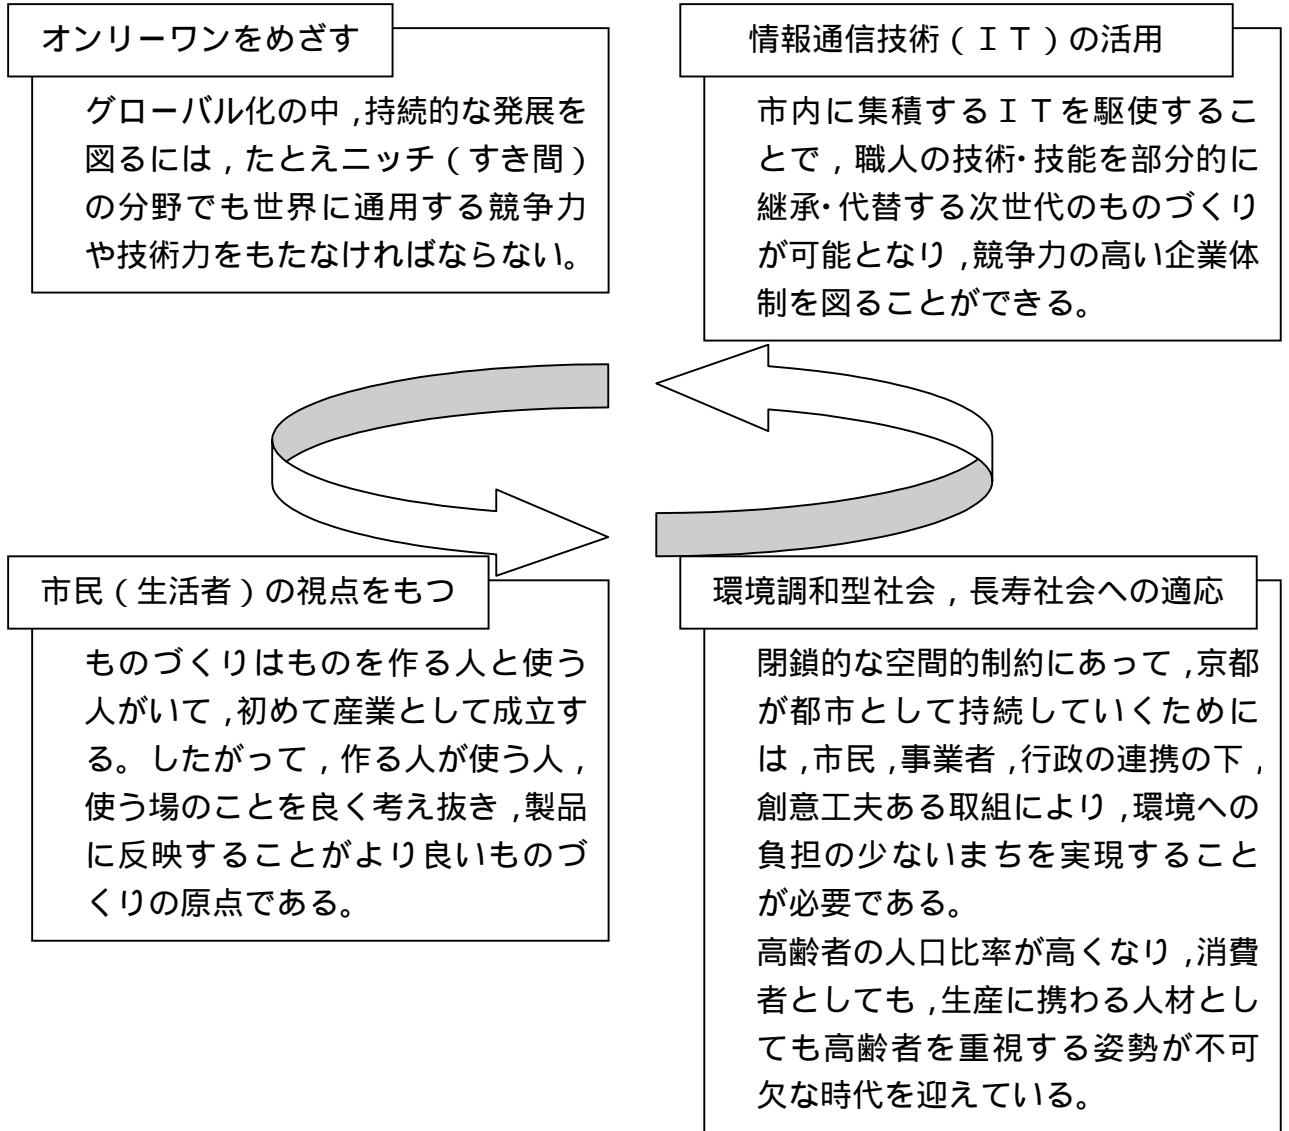 オンリーワンをめざす
グローバル化の中,持続的な発展を
図るには,たとえニッチ(すき間)
の分野でも世界に通用する競争力
や技術力をもたなければならない。
情報通信技術(IT)の活用
市内に集積するITを駆使するこ
とで,職人の技術・技能を部分的に
継承・代替する次世代のものづくり
が可能となり,競争力の高い企業体
制を図ることができる。
市民(生活者)の視点をもつ
ものづくりはものを作る人と使う
人がいて,初めて産業として成立す
る。したがって,作る人が使う人,
使う場のことを良く考え抜き,製品
に反映することがより良いものづ
くりの原点である。
環境調和型社会,長寿社会への適応
閉鎖的な空間的制約にあって,京都
が都市として持続していくために
は,市民,事業者,行政の連携の下,
創意工夫ある取組により,環境への
負担の少ないまちを実現すること
が必要である。
高齢者の人口比率が高くなり,消費
者としても,生産に携わる人材とし
ても高齢者を重視する姿勢が不可
欠な時代を迎えている。